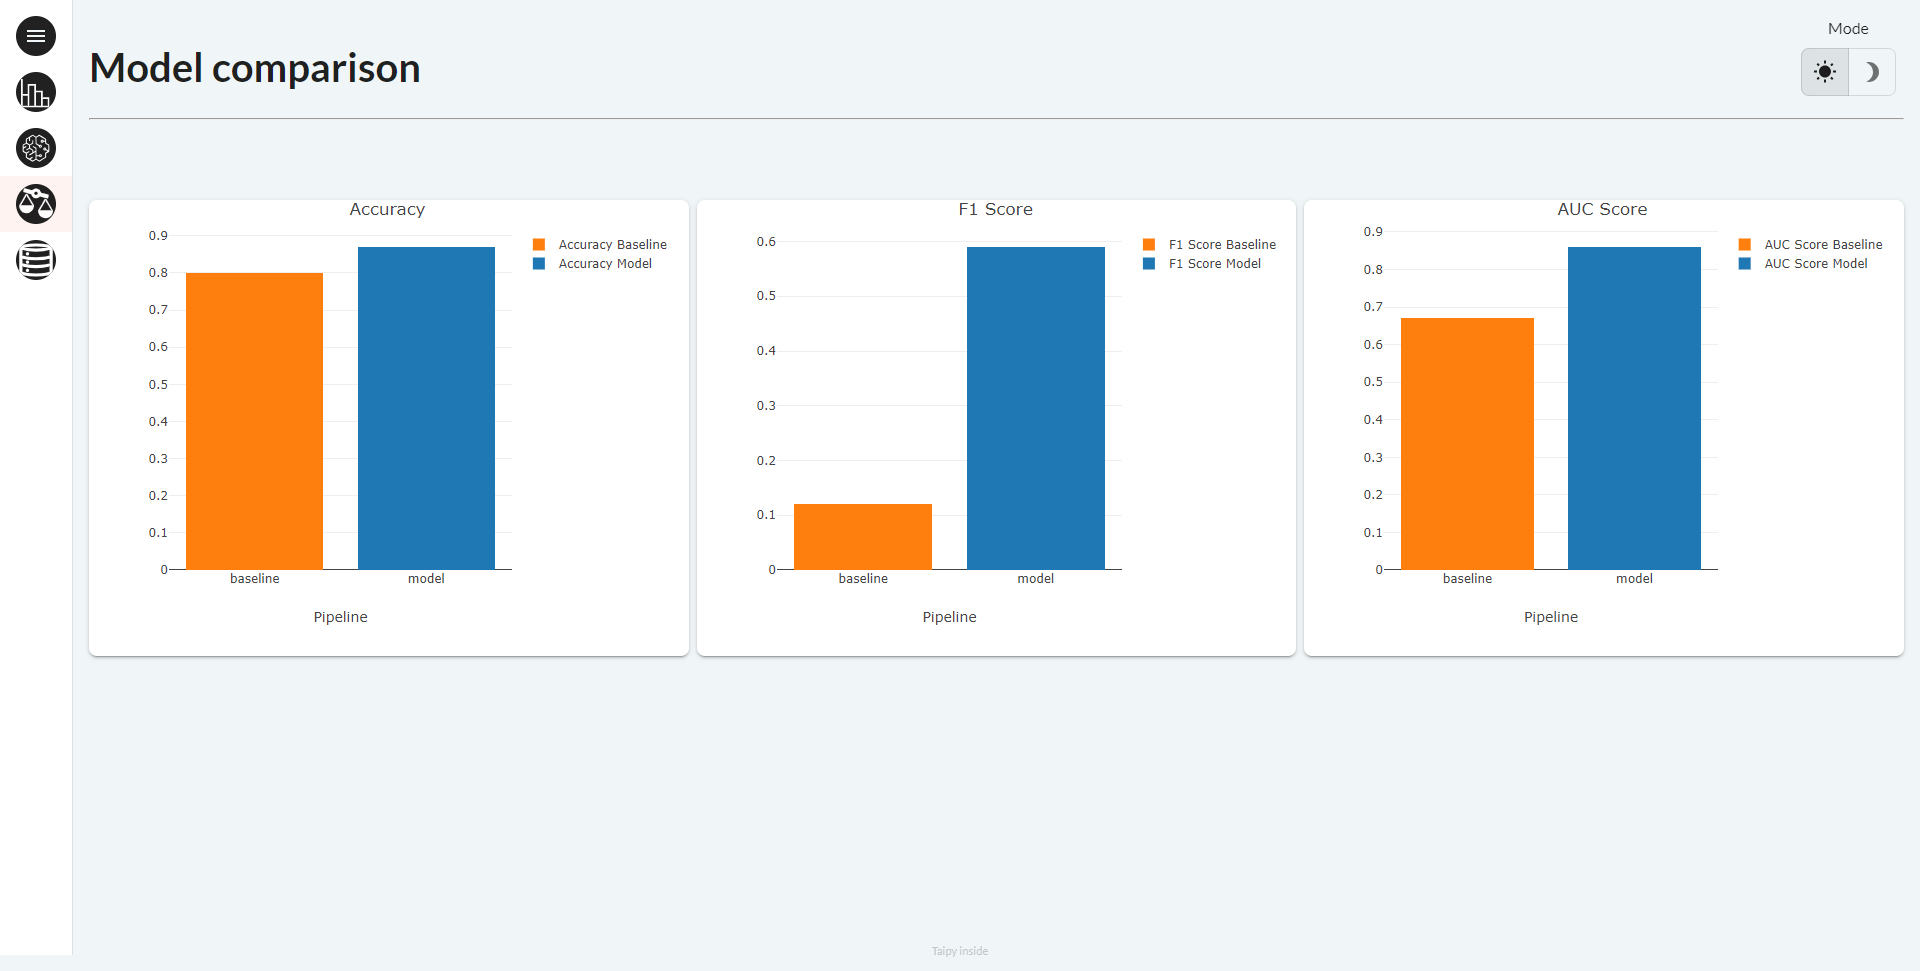 Mode
Model comparison
Accuracy
0.9
0.8
0.7
0.6
0.5
0.4
0.3
0.2
0.1
0
baseline
model
Pipeline
Accuracy Baseline
Accuracy Model
F1 Score
0.6
0.5
0.4
0.3
0.2
0.1
0
baseline
model
Pipeline
F1 Score Baseline
F1 Score Model
AUC Score
0.9
0.8
0.7
0.6
0.5
0.4
0.3
0.2
0.1
0
baseline
model
Pipeline
AUC Score Baseline
AUC Score Model
Taipy inside